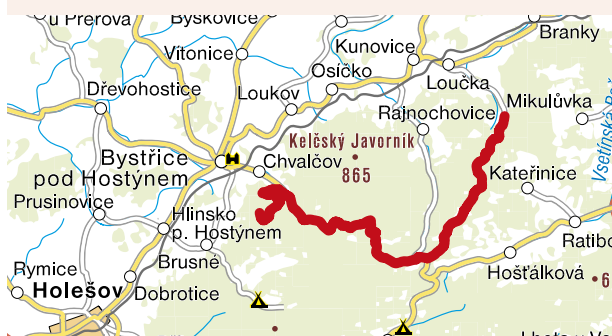 u Přerova
Byškovice
Branky
Kunovice
Vítonice
Osíčko
Loučka
Dřevohostice
Loukov
Mikulůvka
Rajnochovice
Kelčský Javorník
865
Bystřice
pod Hostýnem
Chvalčov
Kateřinice
Prusinovice
Hlinsko
p. Hostýnem
Brusné
Hošťálková
Rymice
Holešov
Dobrotice